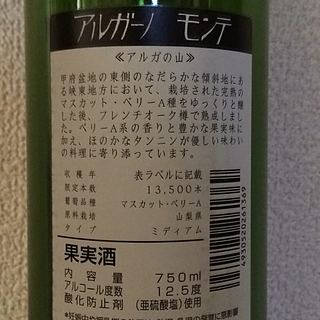 アルガーノ モンテ
≪アルガの山≫
甲府盆地の東側のなだらかな傾斜地にあ
る峡東地方において、栽培された完熟の
マスカット・ベリーA種をゆっくりと醸
した後、フレンチオーク樽で熟成しまし
た。ベリーA系の香りと豊かな果実味に
加え、ほのかなタンニンが優しい味わい
の料理に寄り添っています。
収穫年 表ラベルに記載
限定本数 13,500本
葡萄品種 マスカット・ベリーA
原料栽培 山梨県
タイプ ミディアム
果実酒
内容量 750ml
アルコール度数 12.5度
酸化防止剤 (亜硫酸塩)使用
4930520261369